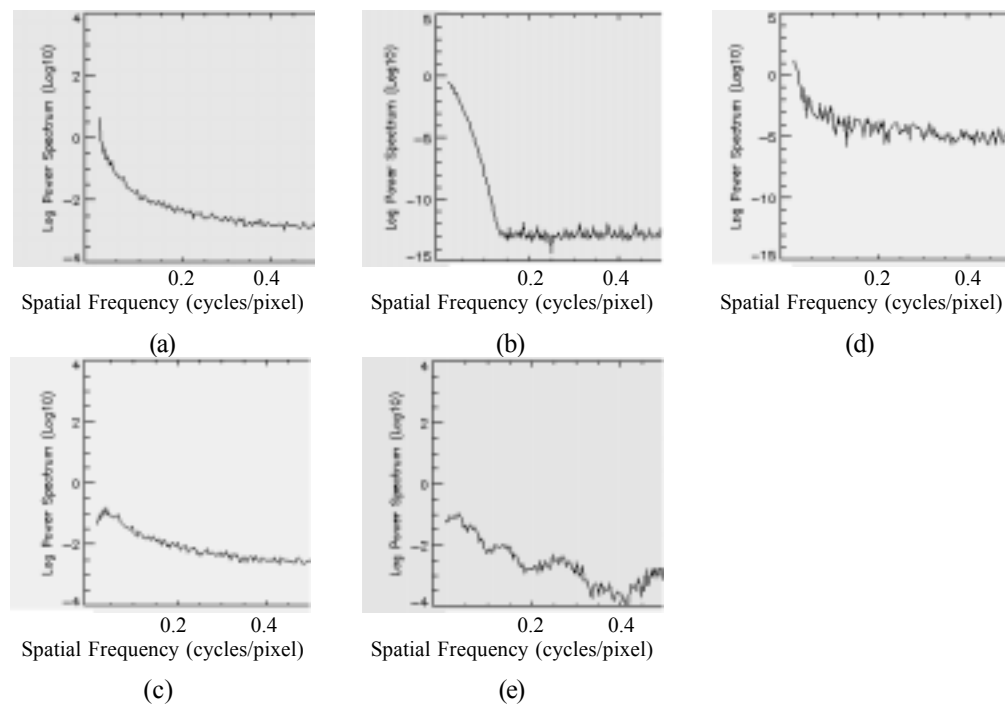 4
2
0
−2
−4
Log Power Spectrum (Log10)
0.2 0.4
Spatial Frequency (cycles/pixel)
(a)
5
0
−5
−10
−15
Log Power Spectrum (Log10)
0.2 0.4
Spatial Frequency (cycles/pixel)
(b)
5
0
−5
−10
−15
Log Power Spectrum (Log10)
0.2 0.4
Spatial Frequency (cycles/pixel)
(d)
4
2
0
−2
−4
Log Power Spectrum (Log10)
0.2 0.4
Spatial Frequency (cycles/pixel)
(c)
4
2
0
−2
−4
Log Power Spectrum (Log10)
0.2 0.4
Spatial Frequency (cycles/pixel)
(e)